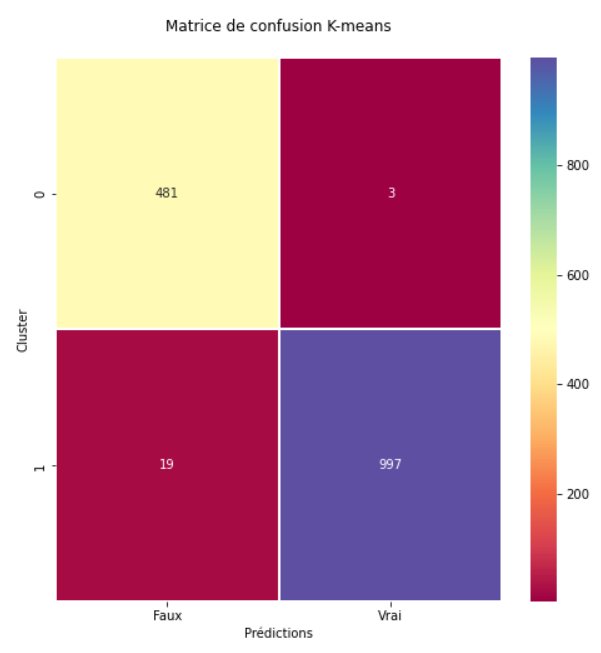 Matrice de confusion K-means
0
481
3
800
600
Cluster
400
1
19
997
200
Faux
Vrai
Prédictions